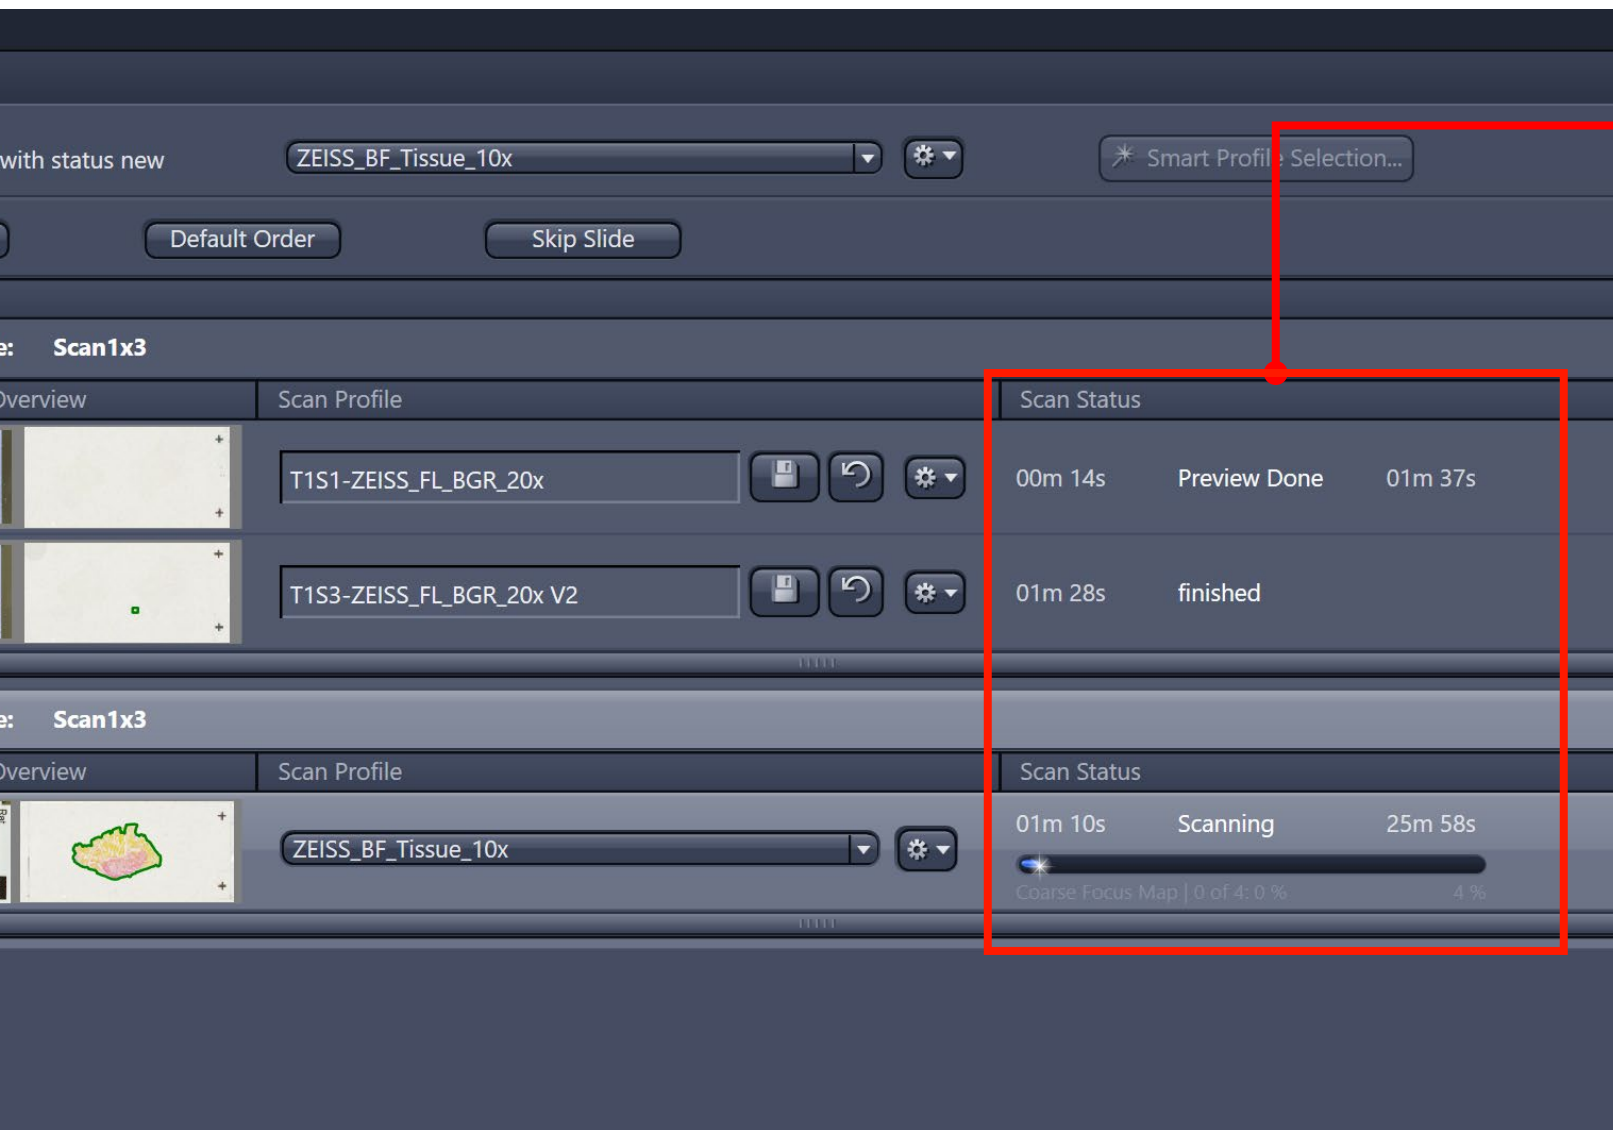 with status new ZEISS_BF_Tissue_10x Smart Profile Selection...
Default Order Skip Slide
e: Scan1x3
Overview Scan Profile Scan Status
T1S1-ZEISS_FL_BGR_20x 00m 14s Preview Done 01m 37s
T1S3-ZEISS_FL_BGR_20x V2 01m 28s finished
e: Scan1x3
Overview Scan Profile Scan Status
ZEISS_BF_Tissue_10x 01m 10s Scanning 25m 58s
Coarse Focus Map | 0 of 4: 0 % 4 %